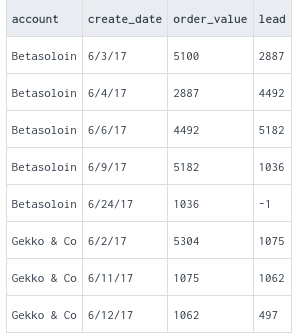 account create_date order_value lead
Betasoloin 6/3/17 5100 2887
Betasoloin 6/4/17 2887 4492
Betasoloin 6/6/17 4492 5182
Betasoloin 6/9/17 5182 1036
Betasoloin 6/24/17 1036 -1
Gekko & Co 6/2/17 5304 1075
Gekko & Co 6/11/17 1075 1062
Gekko & Co 6/12/17 1062 497